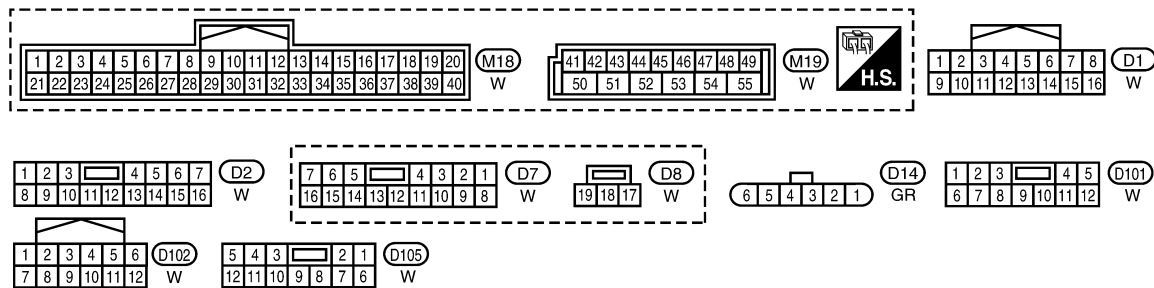 1 2 3 4 5 6 7 8 9 10 11 12 13 14 15 16 17 18 19 20 M18
21 22 23 24 25 26 27 28 29 30 31 32 33 34 35 36 37 38 39 40 W
41 42 43 44 45 46 47 48 49 M19
50 51 52 53 54 55 W
H.S.
1 2 3 4 5 6 7 8 D1
9 10 11 12 13 14 15 16 W
1 2 3 4 5 6 7 D2
8 9 10 11 12 13 14 15 16 W
7 6 5 4 3 2 1 D7
16 15 14 13 12 11 10 9 8 W
D8
19 18 17 W
6 5 4 3 2 1 D14
GR
1 2 3 4 5 D101
6 7 8 9 10 11 12 W
1 2 3 4 5 6 D102
7 8 9 10 11 12 W
5 4 3 2 1 D105
12 11 10 9 8 7 6 W